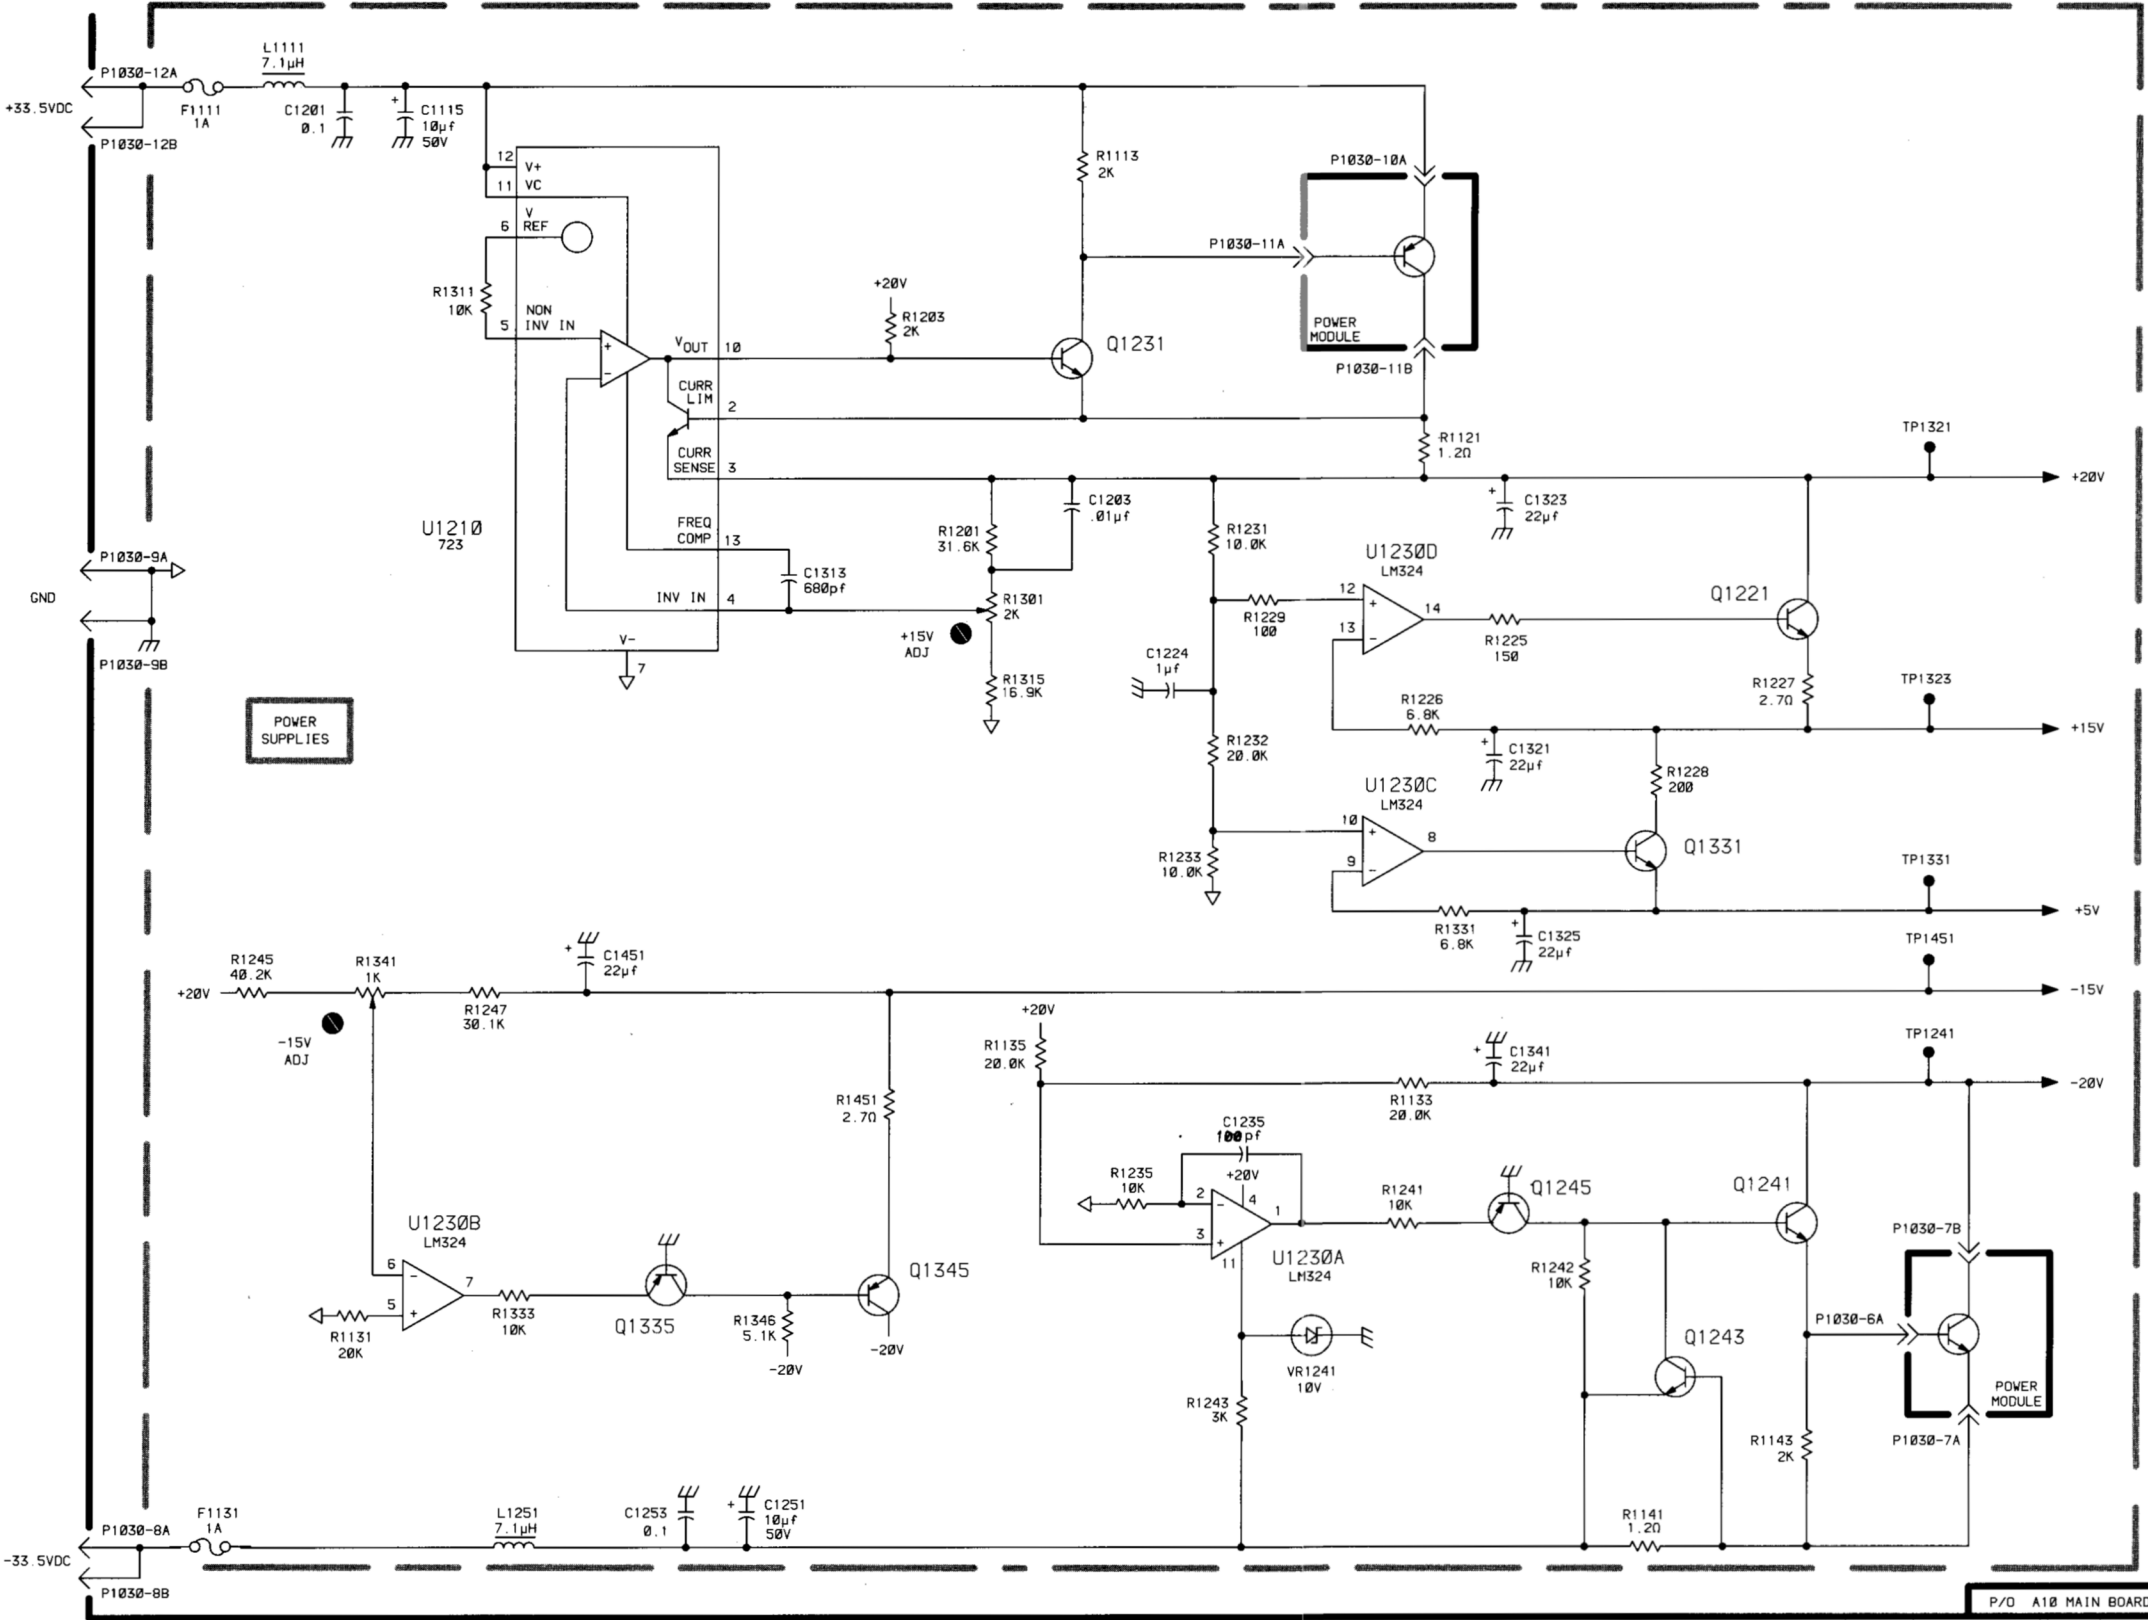 L1111
7.1µH
P1030-12A
+33.5VDC
F1111
1A
P1030-12B
C1201
0.1
+
C1115
10µf
50V
R1113
2K
P1030-10A
12
V+
11
VC
V
REF
6
P1030-11A
R1311
10K
NON
INV IN
5
+20V
R1203
2K
POWER
MODULE
P1030-11B
+
-
VOUT
10
Q1231
CURR
LIM
2
CURR
SENSE
3
R1121
1.2Ω
TP1321
+20V
U1210
723
FREQ
COMP
13
R1201
31.6K
C1203
.01µf
R1231
10.0K
+
C1323
22µf
P1030-9A
GND
P1030-9B
C1313
680pf
INV IN
4
R1301
2K
+15V
ADJ
V-
7
R1315
16.9K
U1230D
LM324
12
+
13
-
14
R1229
100
R1225
150
Q1221
C1224
1µf
R1226
6.8K
R1227
2.7Ω
TP1323
+15V
POWER
SUPPLIES
R1232
20.0K
+
C1321
22µf
R1228
200
U1230C
LM324
10
+
9
-
8
Q1331
R1233
10.0K
TP1331
+5V
R1331
6.8K
+
C1325
22µf
TP1451
-15V
R1245
40.2K
+20V
R1341
1K
-15V
ADJ
R1247
30.1K
+
C1451
22µf
+20V
R1135
20.0K
+
C1341
22µf
TP1241
-20V
R1133
20.0K
R1451
2.7Ω
C1235
100pf
+20V
R1235
10K
2
-
4
3
+
1
11
U1230A
LM324
R1241
10K
Q1245
Q1241
P1030-7B
U1230B
LM324
6
-
5
+
7
R1131
20K
R1333
10K
Q1335
R1346
5.1K
-20V
Q1345
-20V
R1242
10K
P1030-6A
Q1243
VR1241
10V
R1243
3K
POWER
MODULE
P1030-7A
R1143
2K
F1131
1A
P1030-8A
-33.5VDC
P1030-8B
L1251
7.1µH
C1253
0.1
+
C1251
10µf
50V
R1141
1.2Ω
P/O A10 MAIN BOARD